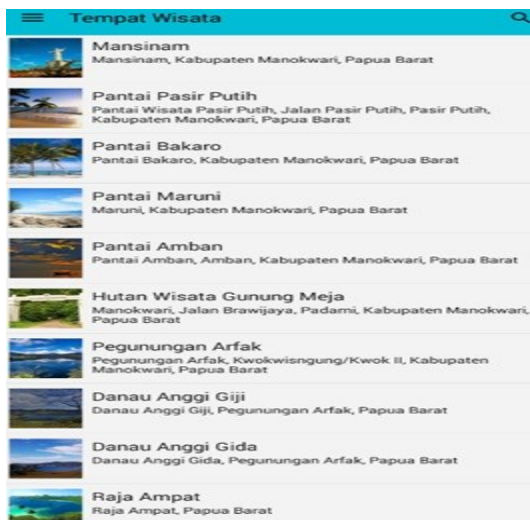 Tempat Wisata
Mansinam
Mansinam, Kabupaten Manokwari, Papua Barat
Pantai Pasir Putih
Pantai Wisata Pasir Putih, Jalan Pasir Putih, Pasir Putih,
Kabupaten Manokwari, Papua Barat
Pantai Bakaro
Pantai Bakaro, Kabupaten Manokwari, Papua Barat
Pantai Maruni
Maruni, Kabupaten Manokwari, Papua Barat
Pantai Amban
Pantai Amban, Amban, Kabupaten Manokwari, Papua Barat
Hutan Wisata Gunung Meja
Manokwari, Jalan Brawijaya, Padarni, Kabupaten Manokwari,
Papua Barat
Pegunungan Arfak
Pegunungan Arfak, Kwokwisngung/Kwok II, Kabupaten
Manokwari, Papua Barat
Danau Anggi Giji
Danau Anggi Giji, Pegunungan Arfak, Papua Barat
Danau Anggi Gida
Danau Anggi Gida, Pegunungan Arfak, Papua Barat
Raja Ampat
Raja Ampat, Papua Barat